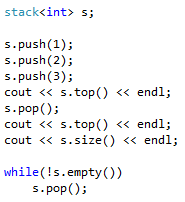 stack<int> s;
s.push(1);
s.push(2);
s.push(3);
cout << s.top() << endl;
s.pop();
cout << s.top() << endl;
cout << s.size() << endl;
while(!s.empty())
    s.pop();